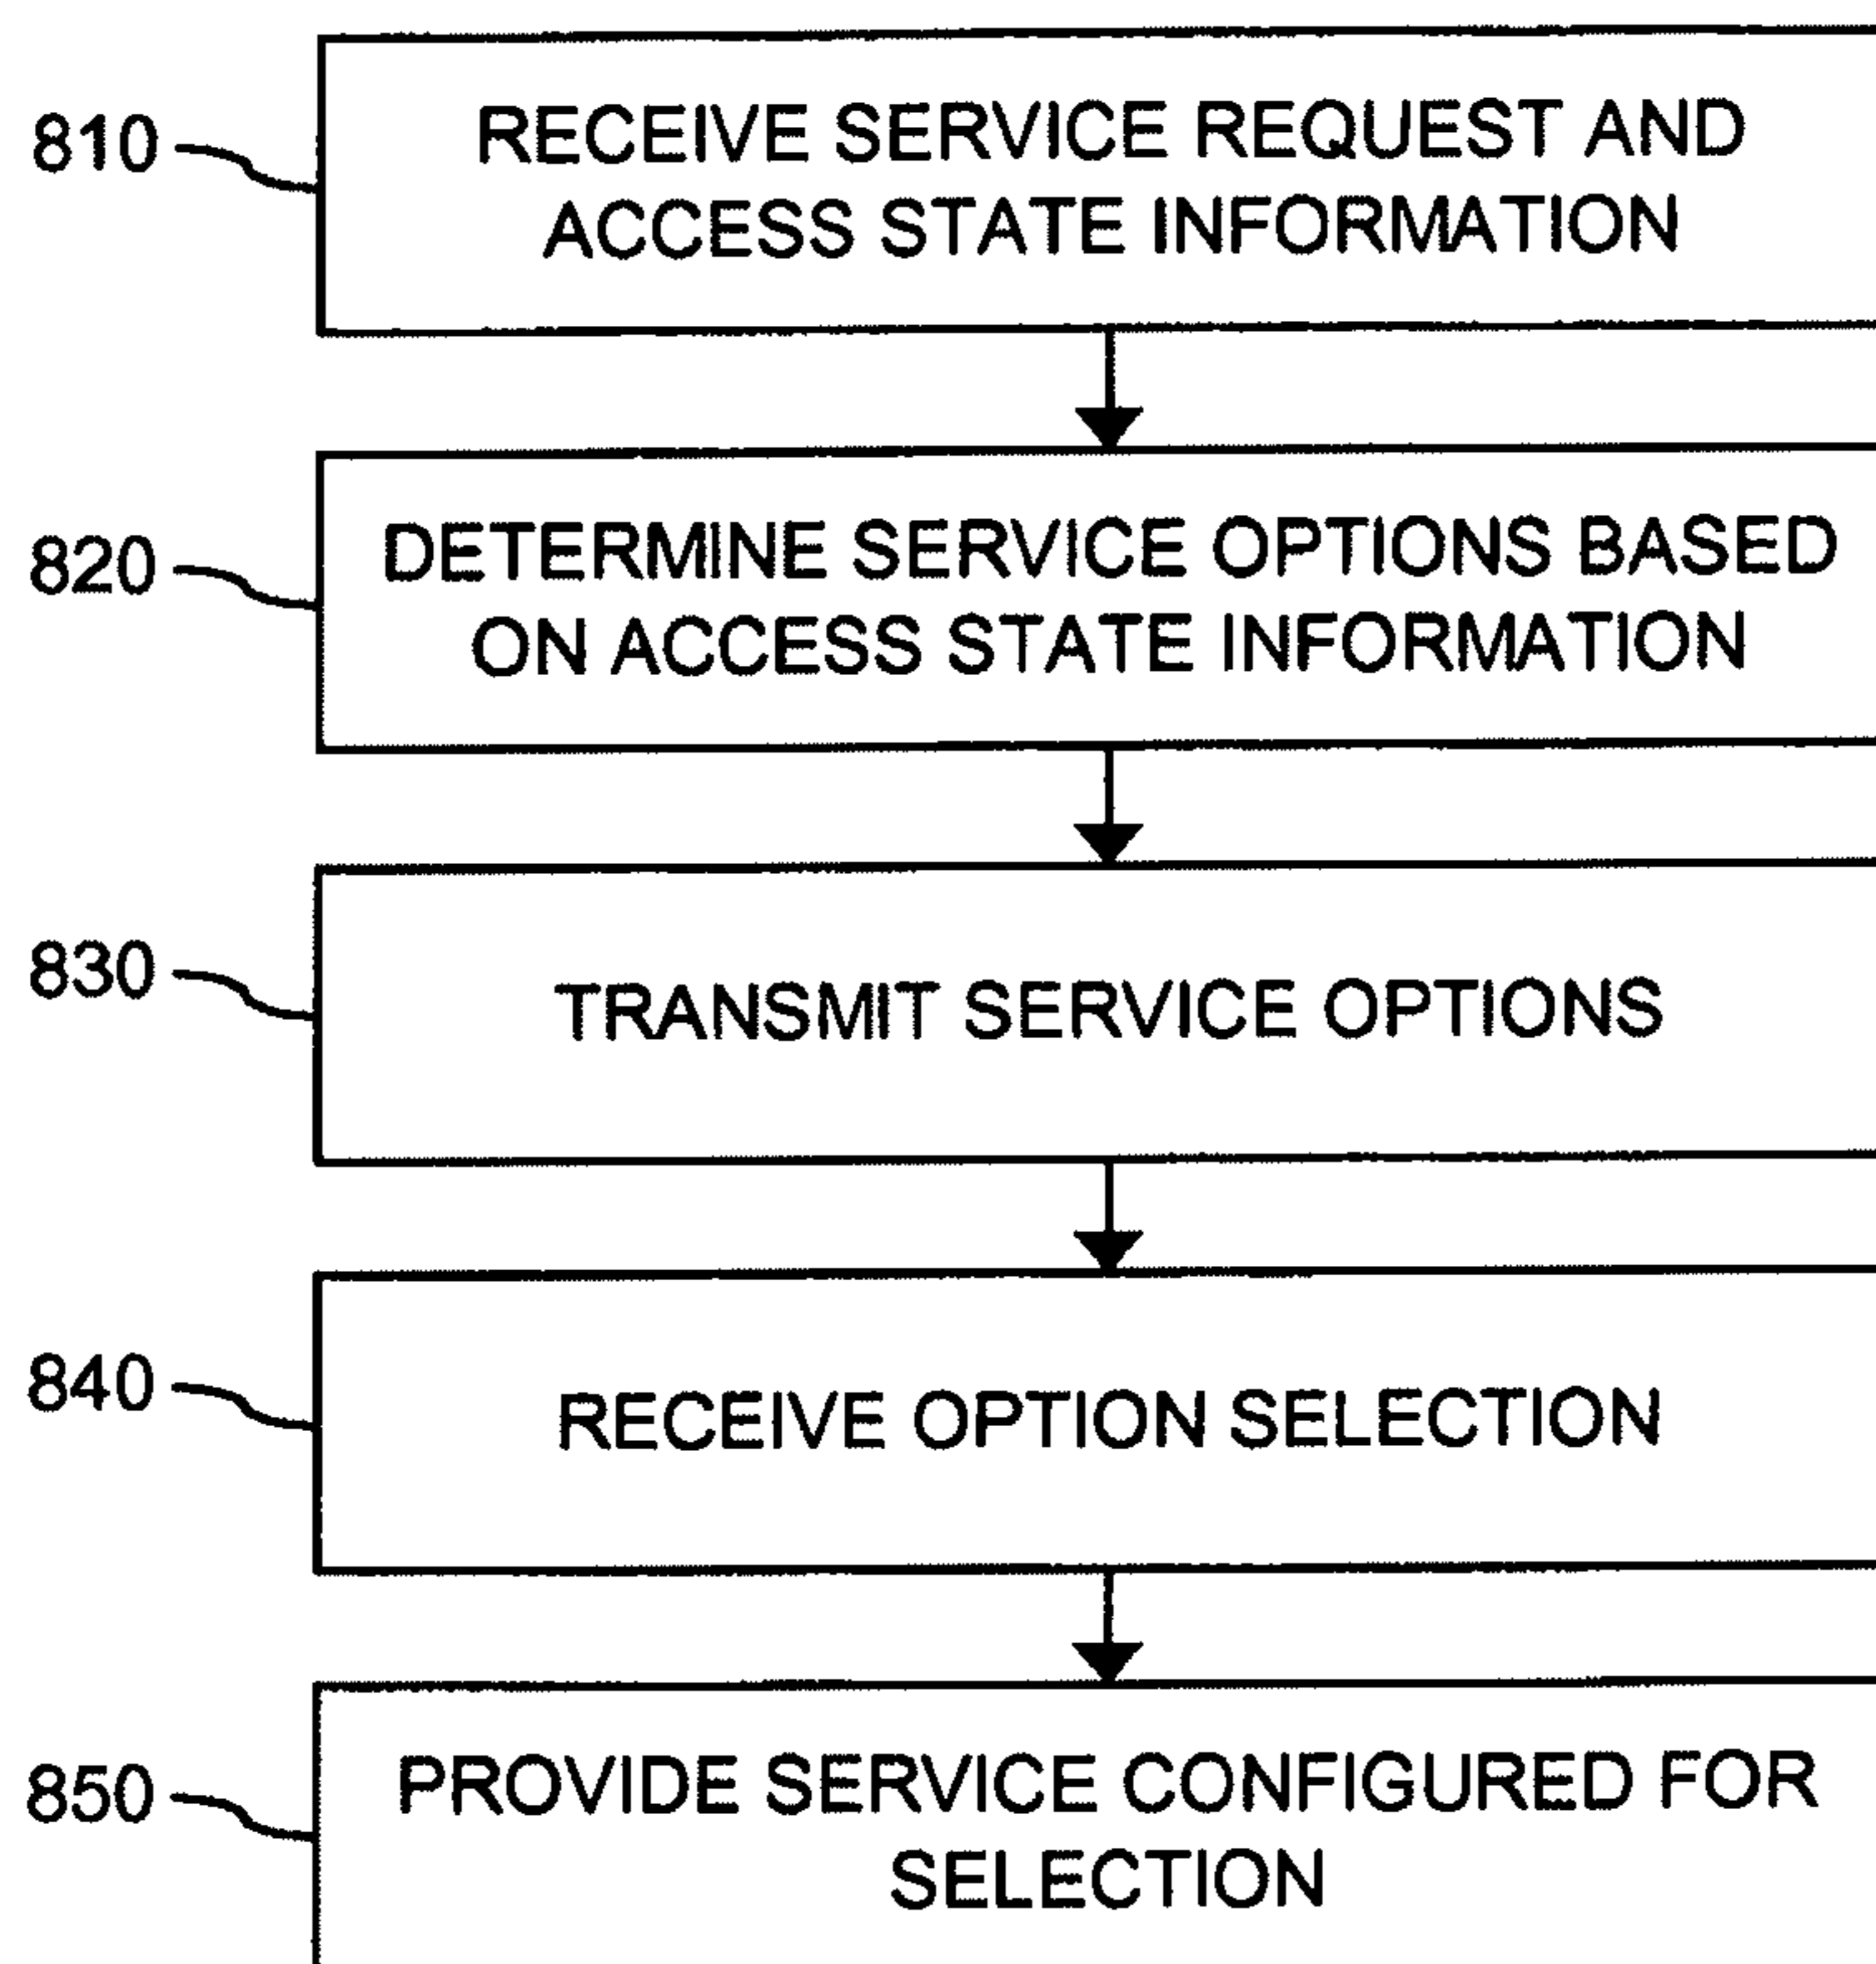 810
RECEIVE SERVICE REQUEST AND
ACCESS STATE INFORMATION
820
DETERMINE SERVICE OPTIONS BASED
ON ACCESS STATE INFORMATION
830
TRANSMIT SERVICE OPTIONS
840
RECEIVE OPTION SELECTION
850
PROVIDE SERVICE CONFIGURED FOR
SELECTION